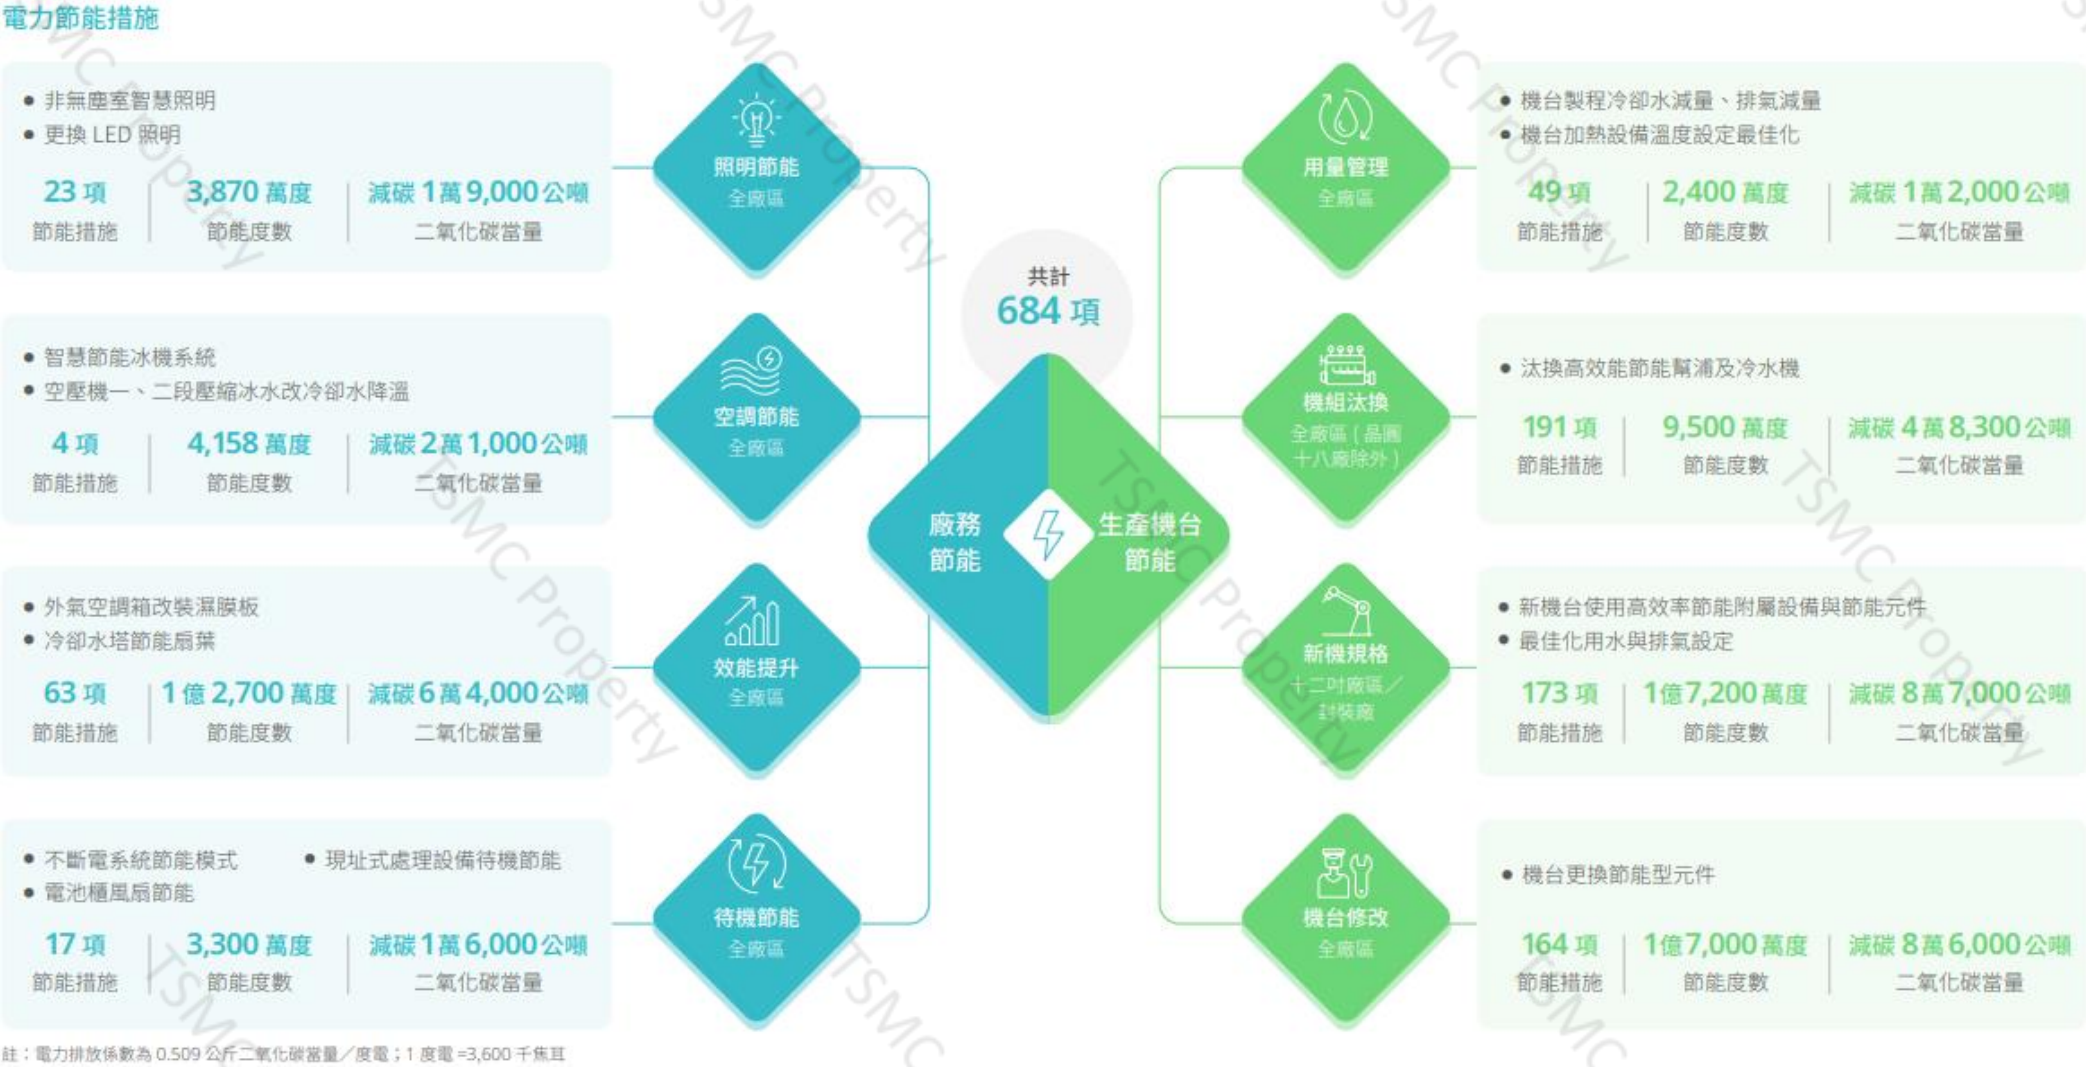 電力節能措施
● 非無塵室智慧照明
● 更換 LED 照明
23 項
節能措施
3,870 萬度
節能度數
減碳 1 萬 9,000 公噸
二氧化碳當量
照明節能
全廠區
● 智慧節能冰機系統
● 空壓機一、二段壓縮冰水改冷卻水降溫
4 項
節能措施
4,158 萬度
節能度數
減碳 2 萬 1,000 公噸
二氧化碳當量
空調節能
全廠區
● 外氣空調箱改裝濕膜板
● 冷卻水塔節能扇葉
63 項
節能措施
1 億 2,700 萬度
節能度數
減碳 6 萬 4,000 公噸
二氧化碳當量
效能提升
全廠區
● 不斷電系統節能模式
● 現址式處理設備待機節能
● 電池櫃風扇節能
17 項
節能措施
3,300 萬度
節能度數
減碳 1 萬 6,000 公噸
二氧化碳當量
待機節能
全廠區
共計
684 項
廠務
節能
生產機台
節能
用量管理
全廠區
● 機台製程冷卻水減量、排氣減量
● 機台加熱設備溫度設定最佳化
49 項
節能措施
2,400 萬度
節能度數
減碳 1 萬 2,000 公噸
二氧化碳當量
機組汰換
全廠區 ( 晶圓
十八廠除外 )
● 汰換高效能節能幫浦及冷水機
191 項
節能措施
9,500 萬度
節能度數
減碳 4 萬 8,300 公噸
二氧化碳當量
新機規格
十二吋廠區／
封裝廠
● 新機台使用高效率節能附屬設備與節能元件
● 最佳化用水與排氣設定
173 項
節能措施
1 億 7,200 萬度
節能度數
減碳 8 萬 7,000 公噸
二氧化碳當量
機台修改
全廠區
● 機台更換節能型元件
164 項
節能措施
1 億 7,000 萬度
節能度數
減碳 8 萬 6,000 公噸
二氧化碳當量
註：電力排放係數為 0.509 公斤二氧化碳當量／度電；1 度電 =3,600 千焦耳
TSMC Property